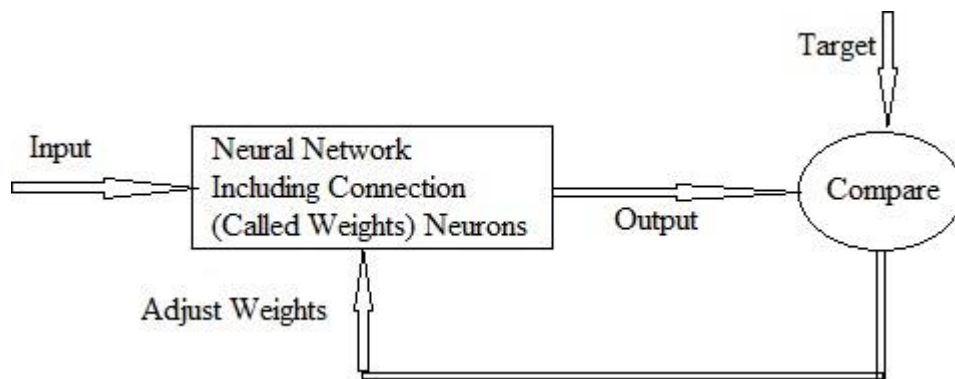 Target
Input
Neural Network
Including Connection
(Called Weights) Neurons
Output
Compare
Adjust Weights